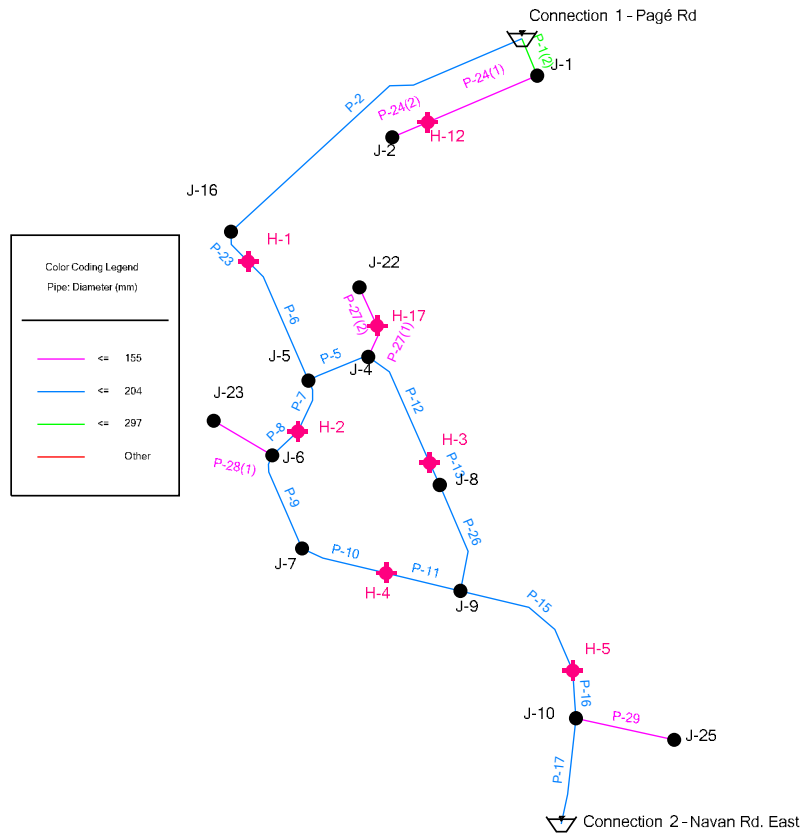 Connection 1 - Pagé Rd
P-1(2)
J-1
P-24(1)
P-2
P-24(2)
H-12
J-2
J-16
H-1
P-23
Color Coding Legend
Pipe: Diameter (mm)
<= 155
<= 204
<= 297
Other
J-22
P-6
P-27(2)
H-17
P-27(1)
J-5
P-5
J-4
J-23
P-7
P-12
P-8
H-2
H-3
J-6
P-28(1)
P-13
J-8
P-9
P-26
J-7
P-10
P-11
H-4
J-9
P-15
H-5
P-16
J-10
P-29
J-25
P-17
Connection 2 - Navan Rd. East